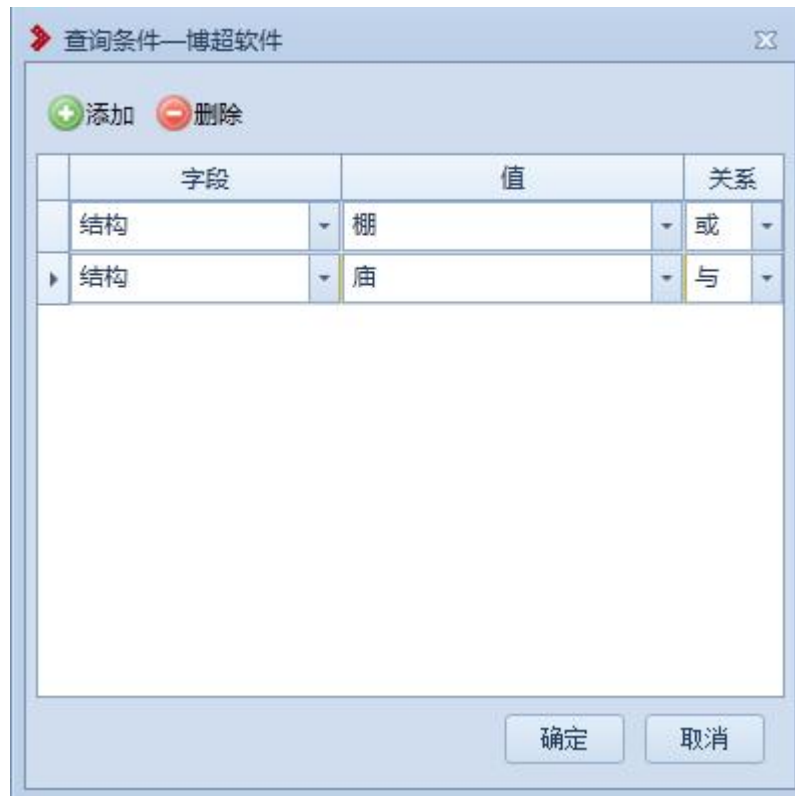 查询条件—博超软件
添加 删除
字段 值 关系
结构 棚 或
结构 庙 与
确定 取消